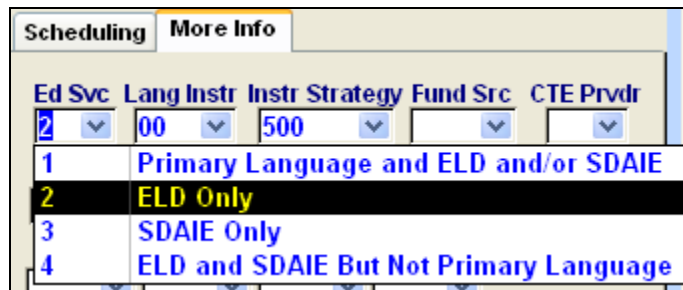 Scheduling More Info
Ed Svc Lang Instr Instr Strategy Fund Src CTE Prvdr
2 00 500
1 Primary Language and ELD and/or SDAIE
2 ELD Only
3 SDAIE Only
4 ELD and SDAIE But Not Primary Language